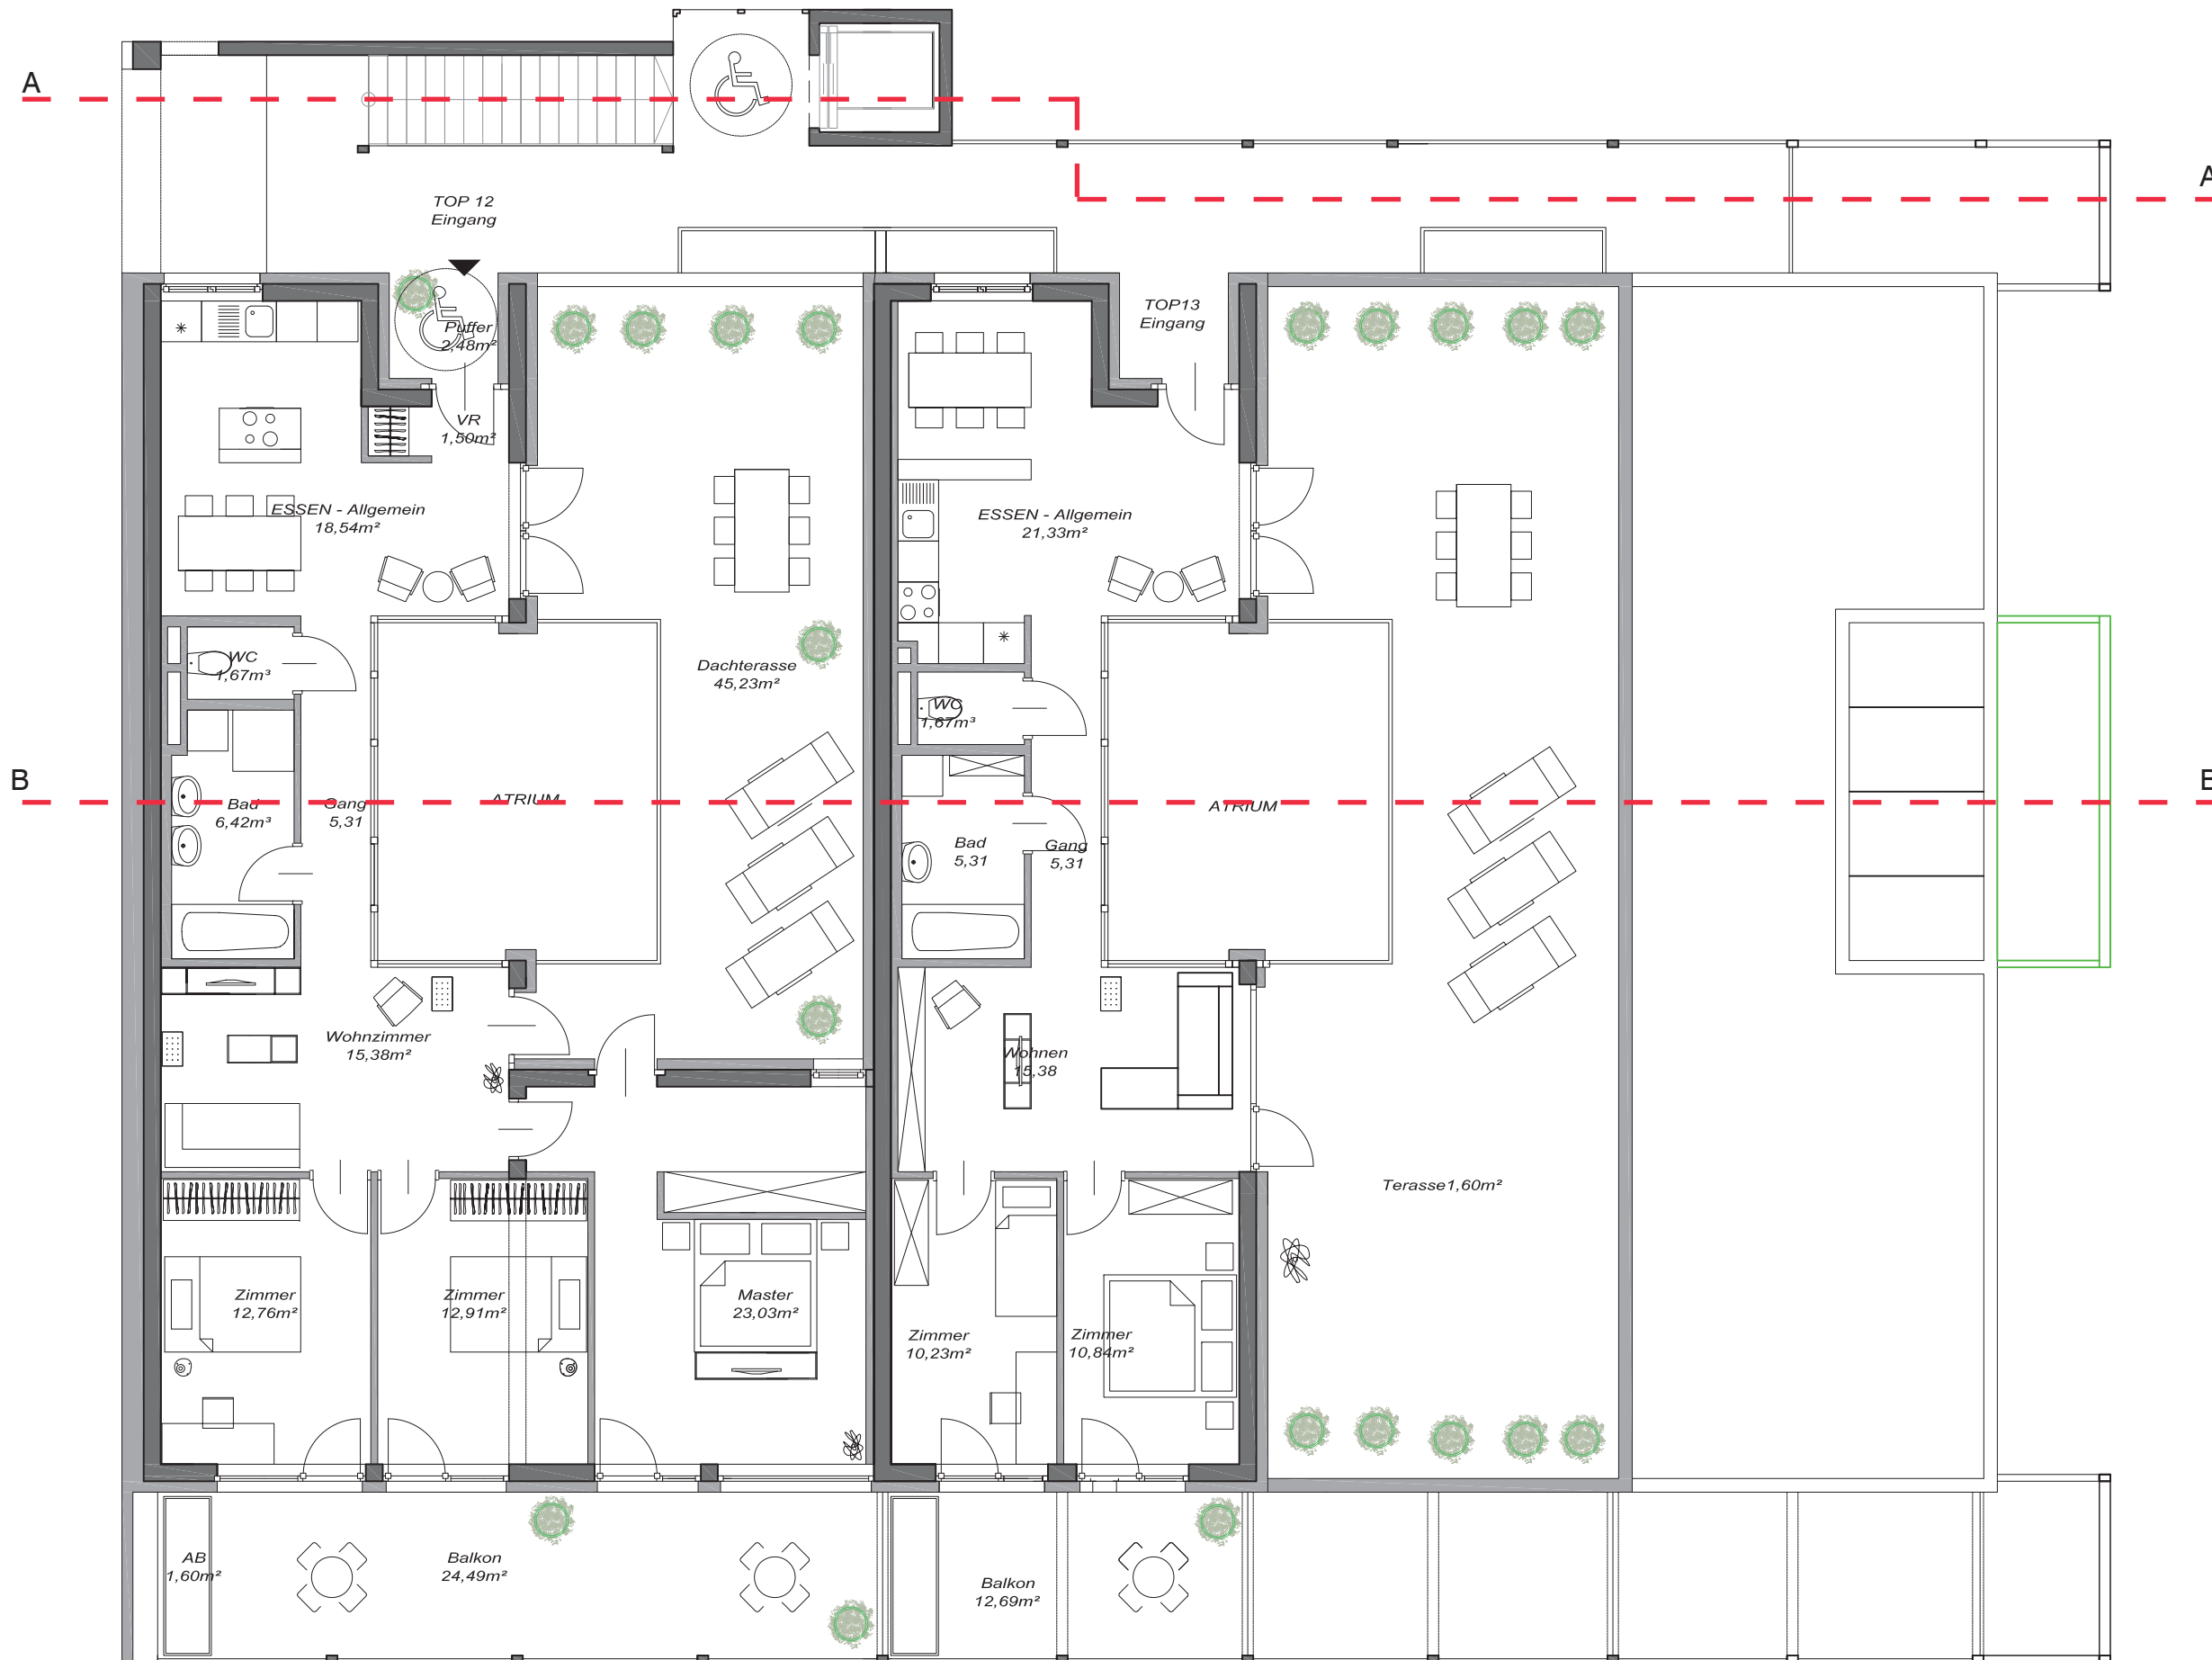 A
A
TOP 12
Eingang
TOP13
Eingang
Puffer
2,48m²
VR
1,50m²
ESSEN - Allgemein
18,54m²
ESSEN - Allgemein
21,33m²
WC
1,67m³
Dachterasse
45,23m²
WC
1,67m³
B
B
Bad
6,42m³
Gang
5,31
ATRIUM
Bad
5,31
Gang
5,31
ATRIUM
Wohnzimmer
15,38m²
Wohnen
15,38
Terasse1,60m²
Zimmer
12,76m²
Zimmer
12,91m²
Master
23,03m²
Zimmer
10,23m²
Zimmer
10,84m²
AB
1,60m²
Balkon
24,49m²
Balkon
12,69m²